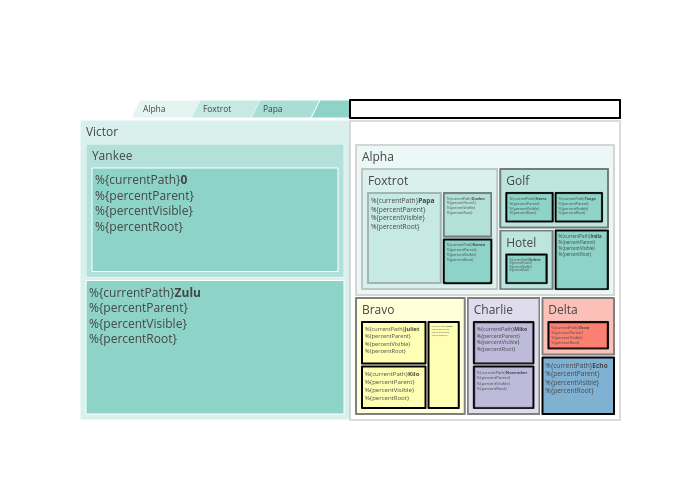 Alpha
Foxtrot
Papa
Victor
Yankee
%{currentPath}0
%{percentParent}
%{percentVisible}
%{percentRoot}
%{currentPath}Zulu
%{percentParent}
%{percentVisible}
%{percentRoot}
Alpha
Foxtrot
%{currentPath}Papa
%{percentParent}
%{percentVisible}
%{percentRoot}
%{currentPath}Quebec
%{percentParent}
%{percentVisible}
%{percentRoot}
%{currentPath}Romeo
%{percentParent}
%{percentVisible}
%{percentRoot}
Golf
%{currentPath}Sierra
%{percentParent}
%{percentVisible}
%{percentRoot}
%{currentPath}Tango
%{percentParent}
%{percentVisible}
%{percentRoot}
Hotel
%{percentParent}
%{percentVisible}
%{percentRoot}
%{currentPath}India
%{percentParent}
%{percentVisible}
%{percentRoot}
Bravo
%{currentPath}Juliet
%{percentParent}
%{percentVisible}
%{percentRoot}
%{currentPath}Kilo
%{percentParent}
%{percentVisible}
%{percentRoot}
Charlie
%{currentPath}Mike
%{percentParent}
%{percentVisible}
%{percentRoot}
%{currentPath}November
%{percentParent}
%{percentVisible}
%{percentRoot}
Delta
%{currentPath}Oscar
%{percentParent}
%{percentVisible}
%{percentRoot}
%{currentPath}Echo
%{percentParent}
%{percentVisible}
%{percentRoot}